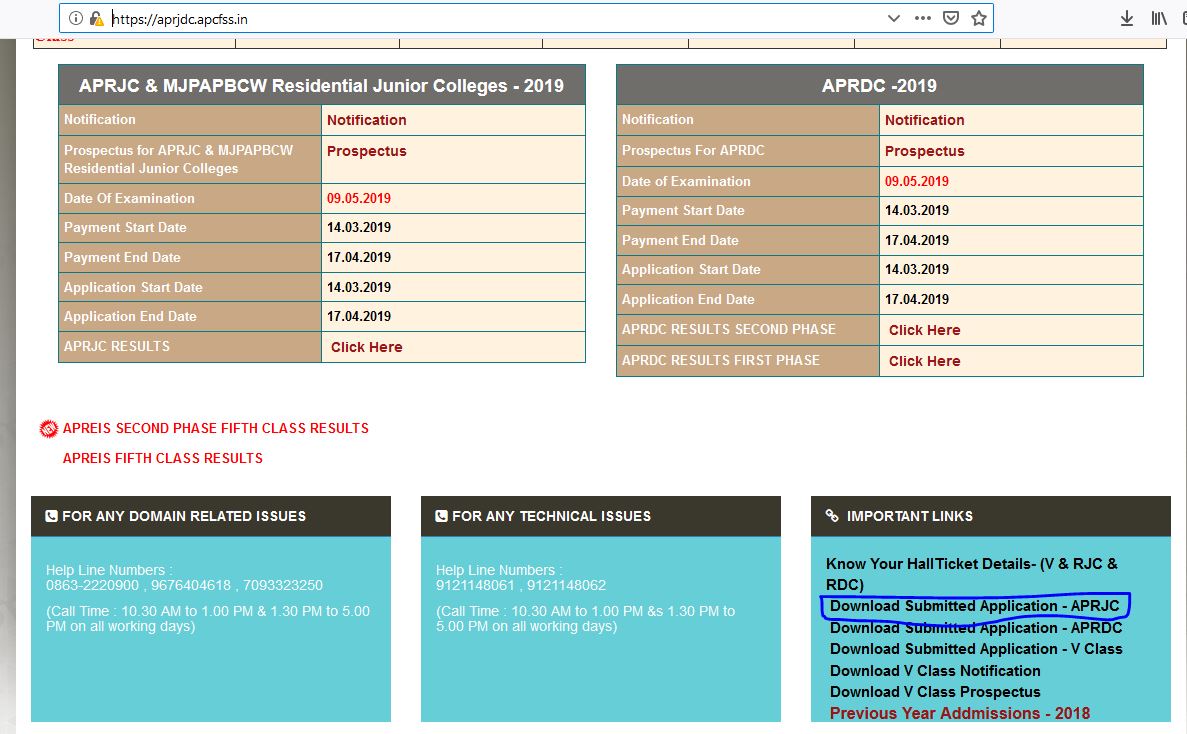 https://aprjdc.apcfss.in
Class
APRJC & MJPAPBCW Residential Junior Colleges - 2019
Notification Notification
Prospectus for APRJC & MJPAPBCW Prospectus
Residential Junior Colleges
Date Of Examination 09.05.2019
Payment Start Date 14.03.2019
Payment End Date 17.04.2019
Application Start Date 14.03.2019
Application End Date 17.04.2019
APRJC RESULTS Click Here
APRDC -2019
Notification Notification
Prospectus For APRDC Prospectus
Date of Examination 09.05.2019
Payment Start Date 14.03.2019
Payment End Date 17.04.2019
Application Start Date 14.03.2019
Application End Date 17.04.2019
APRDC RESULTS SECOND PHASE Click Here
APRDC RESULTS FIRST PHASE Click Here
NEW APREIS SECOND PHASE FIFTH CLASS RESULTS
APREIS FIFTH CLASS RESULTS
FOR ANY DOMAIN RELATED ISSUES
Help Line Numbers :
0863-2220900 , 9676404618 , 7093323250
(Call Time : 10.30 AM to 1.00 PM & 1.30 PM to 5.00
PM on all working days)
FOR ANY TECHNICAL ISSUES
Help Line Numbers :
9121148061 , 9121148062
(Call Time : 10.30 AM to 1.00 PM &s 1.30 PM to
5.00 PM on all working days)
IMPORTANT LINKS
Know Your HallTicket Details- (V & RJC &
RDC)
Download Submitted Application - APRJC
Download Submitted Application - APRDC
Download Submitted Application - V Class
Download V Class Notification
Download V Class Prospectus
Previous Year Addmissions - 2018